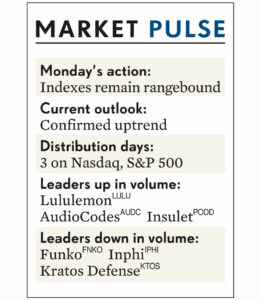 MARKET PULSE
Monday's action:
Indexes remain rangebound
Current outlook:
Confirmed uptrend
Distribution days:
3 on Nasdaq, S&P 500
Leaders up in volume:
Lululemon LULU
AudioCodes AUDC Insulet PODD
Leaders down in volume:
Funko FNKO Inphi IPHI
Kratos Defense KTOS